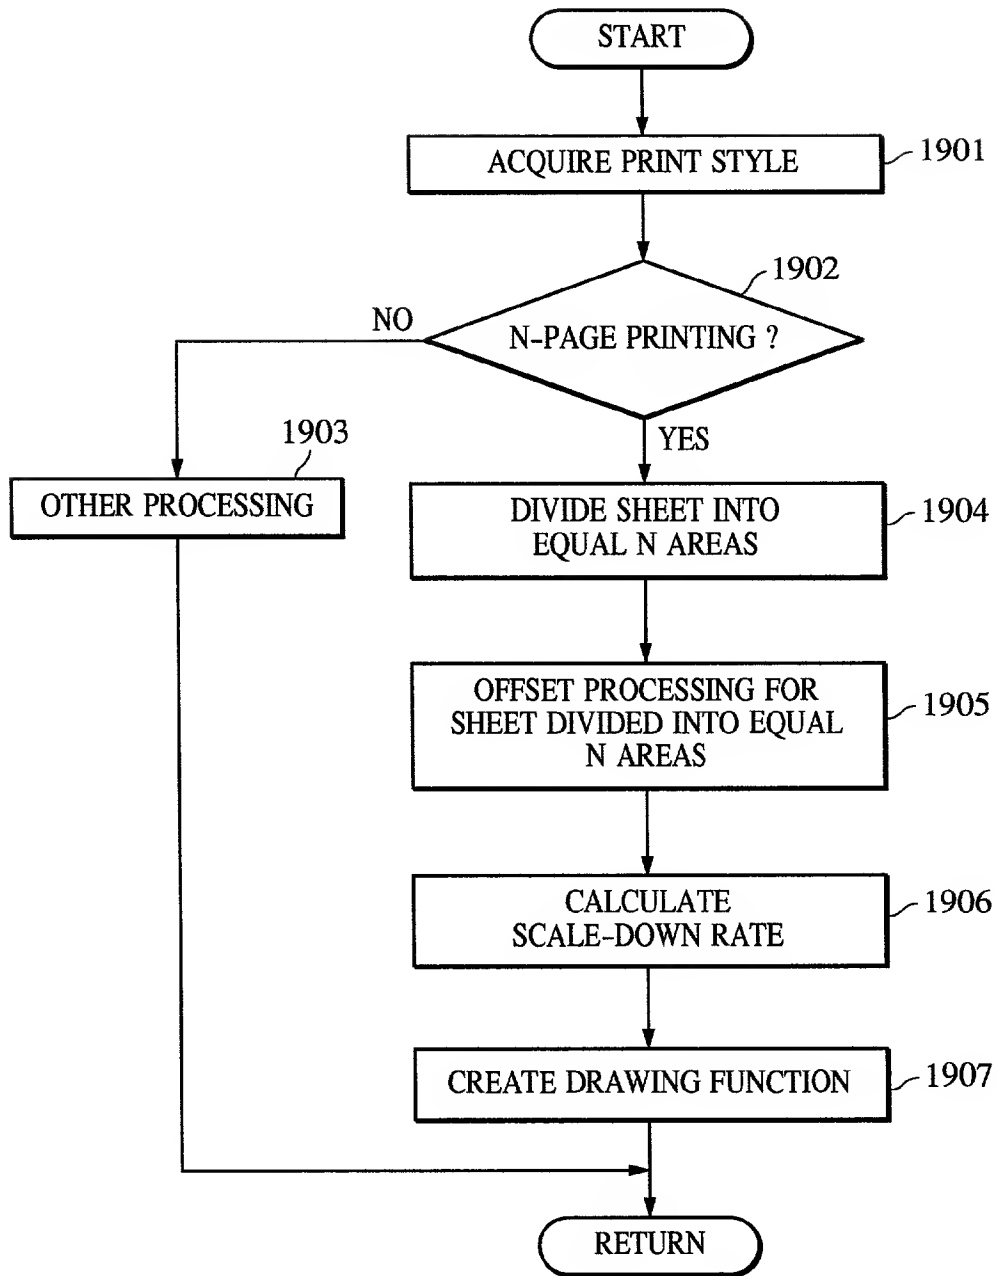 START
ACQUIRE PRINT STYLE
1901
1902
NO
N-PAGE PRINTING ?
YES
1903
OTHER PROCESSING
DIVIDE SHEET INTO
EQUAL N AREAS
1904
OFFSET PROCESSING FOR
SHEET DIVIDED INTO EQUAL
N AREAS
1905
CALCULATE
SCALE-DOWN RATE
1906
CREATE DRAWING FUNCTION
1907
RETURN